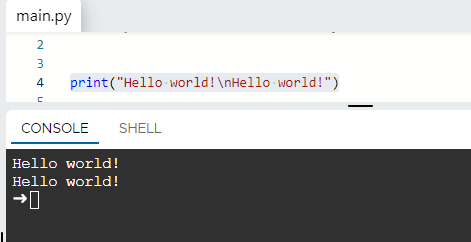 main.py
2
3
4 print("Hello world!\nHello world!")
CONSOLE SHELL
Hello world!
Hello world!
➜